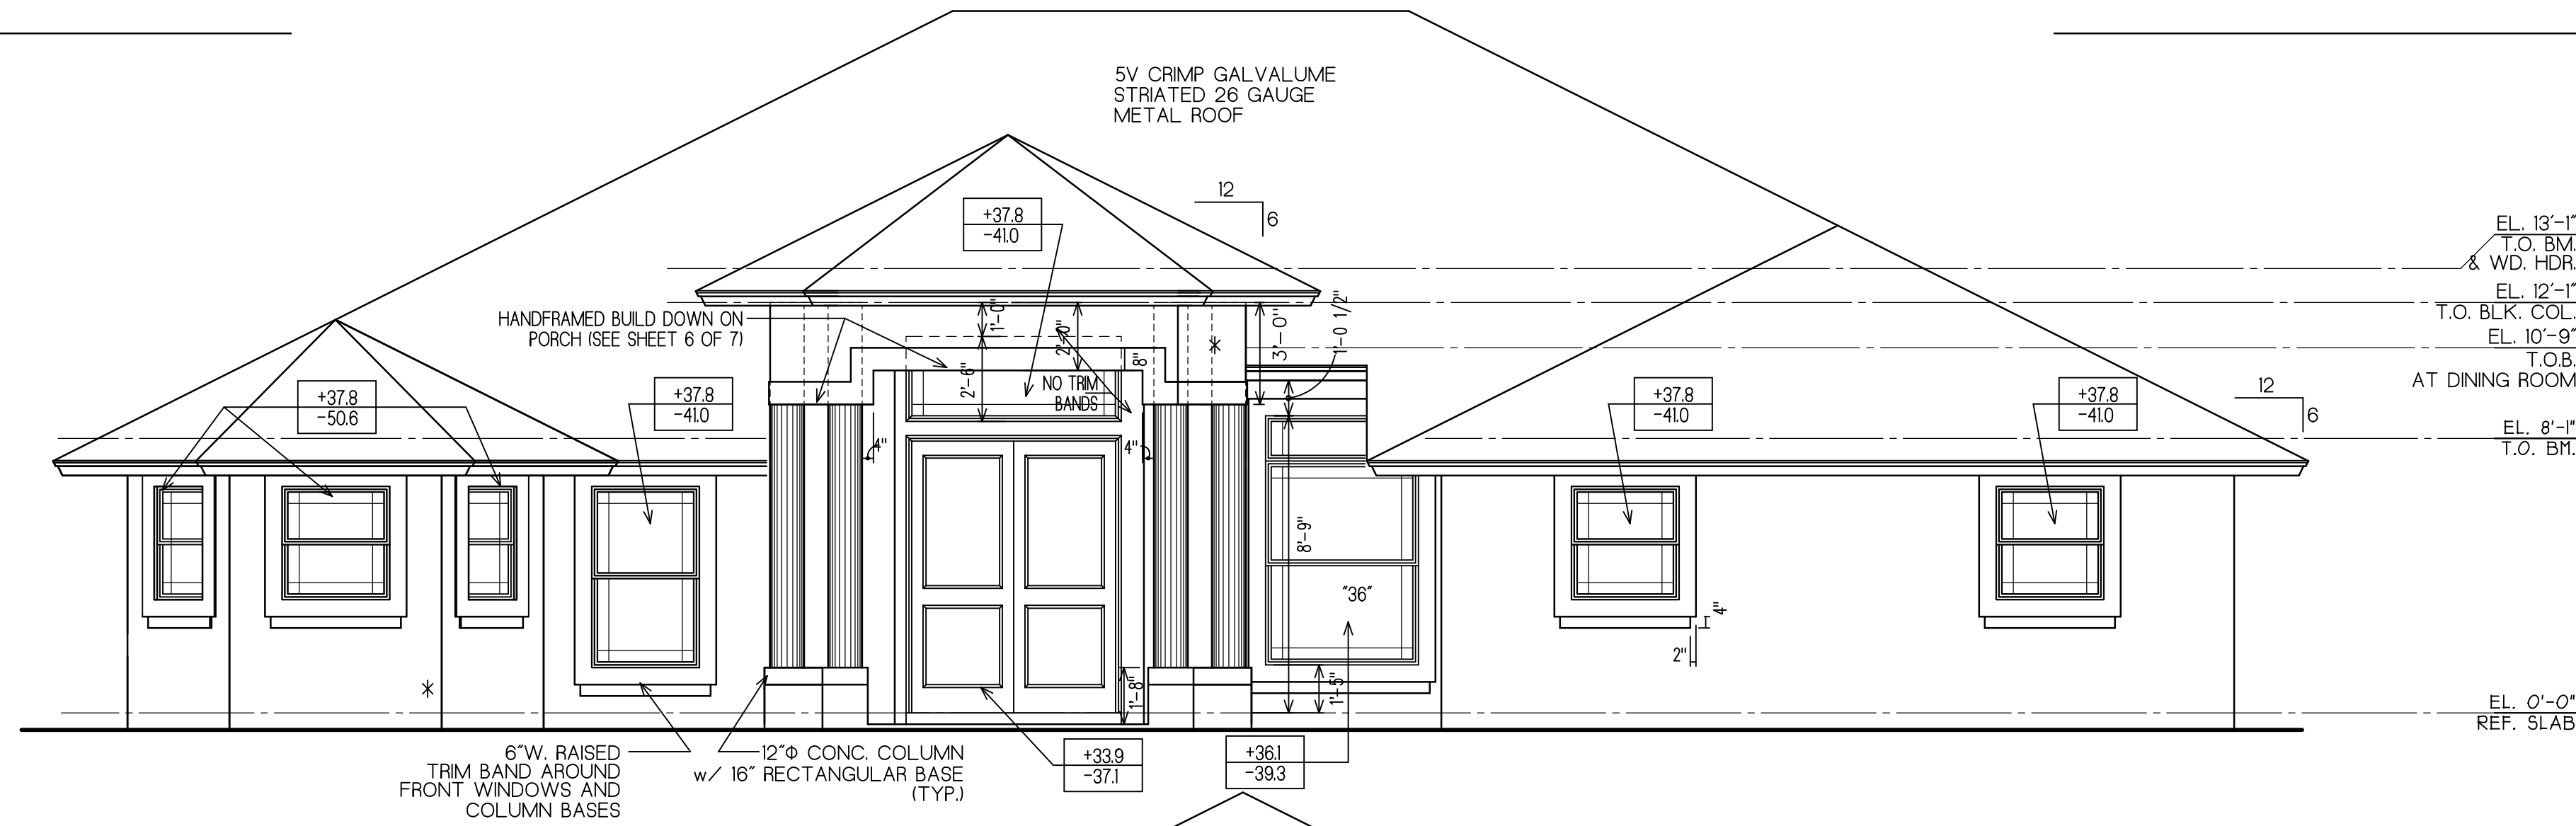 5V CRIMP GALVALUME
STRIATED 26 GAUGE
METAL ROOF
12
6
+37.8
-41.0
EL. 13'-1"
T.O. BM.
& WD. HDR.
EL. 12'-1"
T.O. BLK. COL.
EL. 10'-9"
T.O.B.
AT DINING ROOM
EL. 8'-1"
T.O. BM.
EL. 0'-0"
REF. SLAB
HANDFRAMED BUILD DOWN ON
PORCH (SEE SHEET 6 OF 7)
1'-0"
2'-0"
2'-6"
8"
3'-0"
1'-0 1/2"
NO TRIM
BANDS
4"
4"
+37.8
-50.6
+37.8
-41.0
+37.8
-41.0
+37.8
-41.0
12
6
8'-9"
"36"
4"
2"
1'-8"
1'-5"
6"W. RAISED
TRIM BAND AROUND
FRONT WINDOWS AND
COLUMN BASES
12"Φ CONC. COLUMN
w/ 16" RECTANGULAR BASE
(TYP.)
+33.9
-37.1
+36.1
-39.3